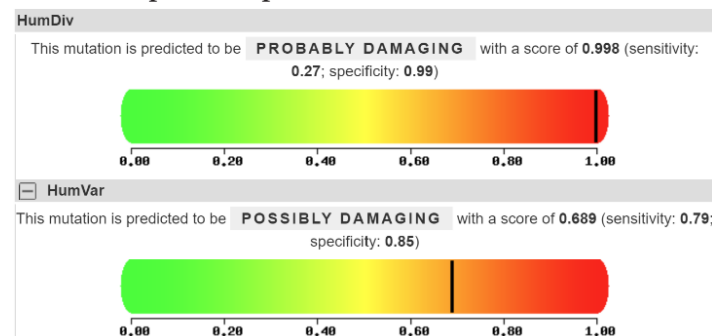 HumDiv
This mutation is predicted to be PROBABLY DAMAGING with a score of 0.998 (sensitivity:
0.27; specificity: 0.99)
0.00 0.20 0.40 0.60 0.80 1.00
HumVar
This mutation is predicted to be POSSIBLY DAMAGING with a score of 0.689 (sensitivity: 0.79;
specificity: 0.85)
0.00 0.20 0.40 0.60 0.80 1.00